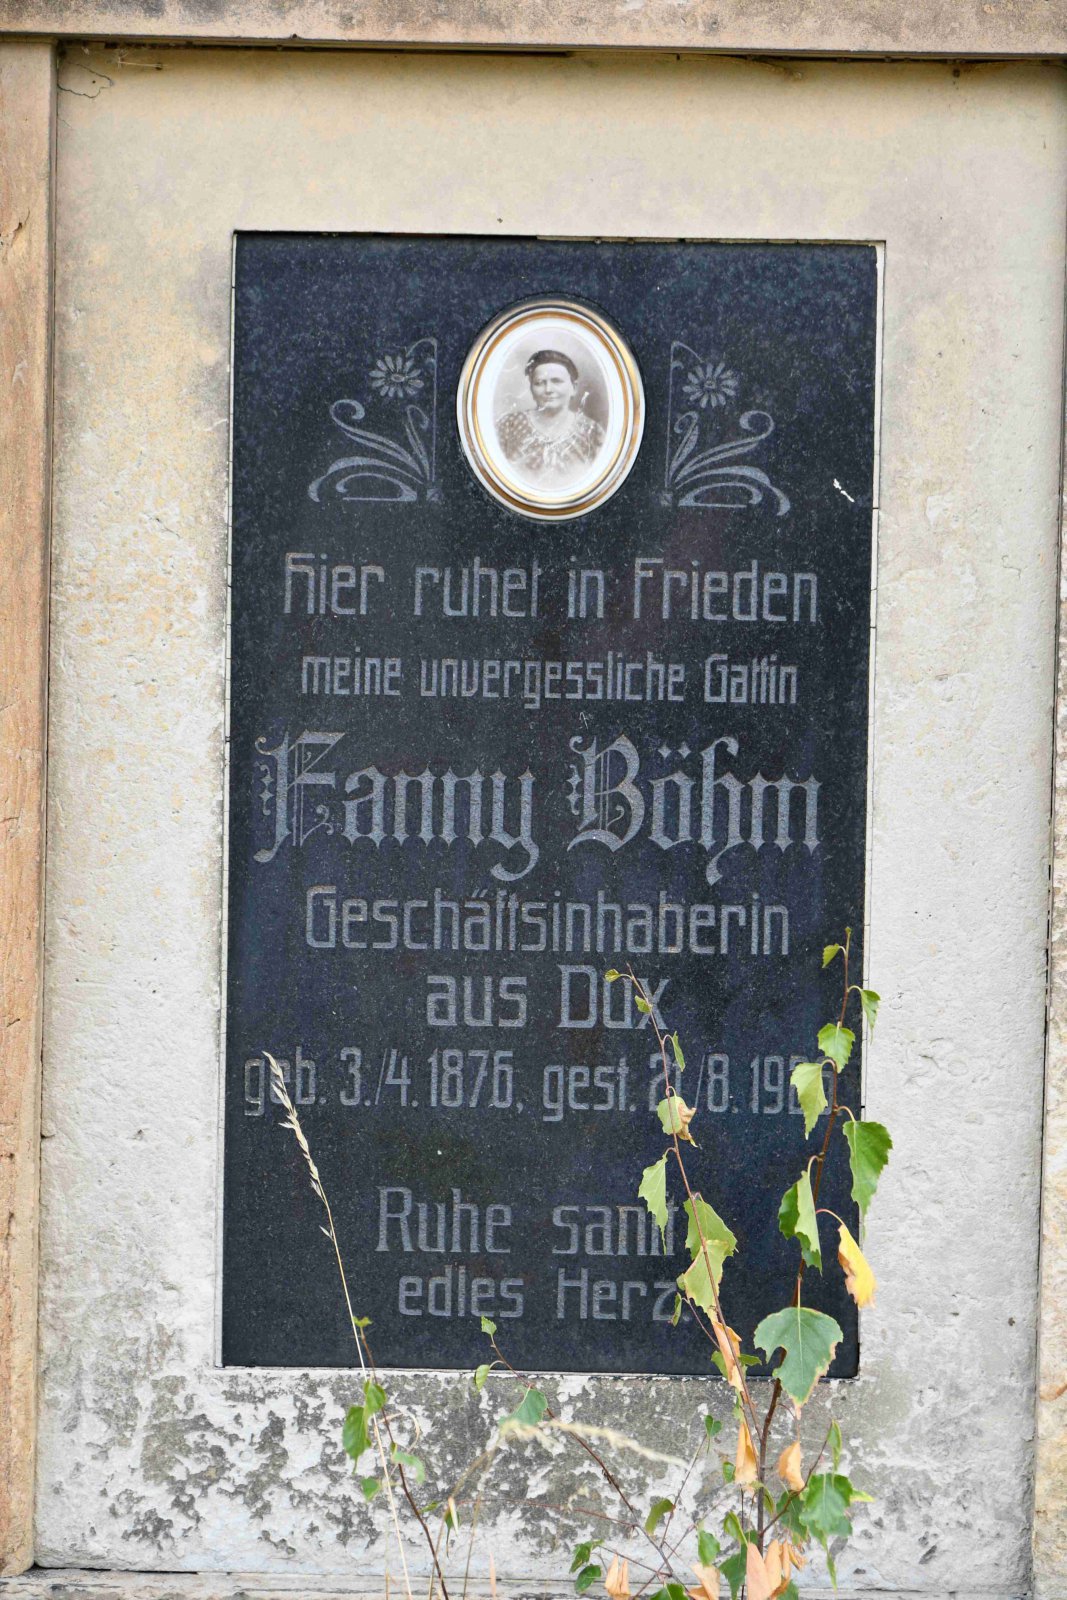 Hier ruhet in Frieden
meine unvergessliche Gattin
Fanny Böhm
Geschäftsinhaberin
aus Dux
geb. 3./4. 1876, gest.
Ruhe sanft
edles Herz.